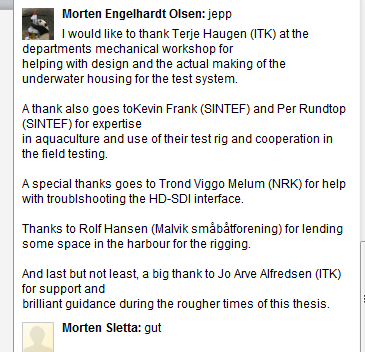 Morten Engelhardt Olsen: jepp
I would like to thank Terje Haugen (ITK) at the
departments mechanical workshop for
helping with design and the actual making of the
underwater housing for the test system.
A thank also goes toKevin Frank (SINTEF) and Per Rundtop
(SINTEF) for expertise
in aquaculture and use of their test rig and cooperation in
the field testing.
A special thanks goes to Trond Viggo Melum (NRK) for help
with troublshooting the HD-SDI interface.
Thanks to Rolf Hansen (Malvik småbåtforening) for lending
some space in the harbour for the rigging.
And last but not least, a big thank to Jo Arve Alfredsen (ITK)
for support and
brilliant guidance during the rougher times of this thesis.
Morten Sletta: gut